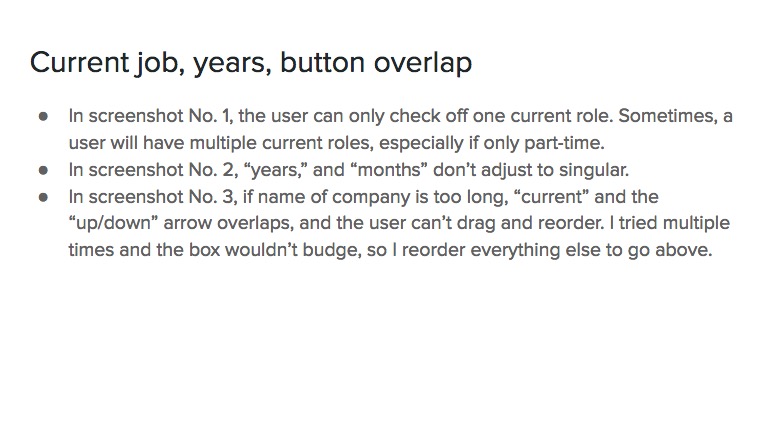 Current job, years, button overlap
● In screenshot No. 1, the user can only check off one current role. Sometimes, a
user will have multiple current roles, especially if only part-time.
● In screenshot No. 2, “years,” and “months” don’t adjust to singular.
● In screenshot No. 3, if name of company is too long, “current” and the
“up/down” arrow overlaps, and the user can’t drag and reorder. I tried multiple
times and the box wouldn’t budge, so I reorder everything else to go above.